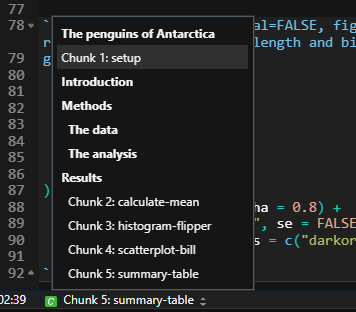 77
78 al=FALSE, fig
The penguins of Antarctica
r length and bi
Chunk 1: setup
79 g
80 Introduction
81 Methods
82
83 The data
84
85 The analysis
86 Results
87 )
Chunk 2: calculate-mean
88 ha = 0.8) +
89 Chunk 3: histogram-flipper ", se = FALSE
90 s = c("darkor
Chunk 4: scatterplot-bill
91
92 Chunk 5: summary-table
02:39 C Chunk 5: summary-table